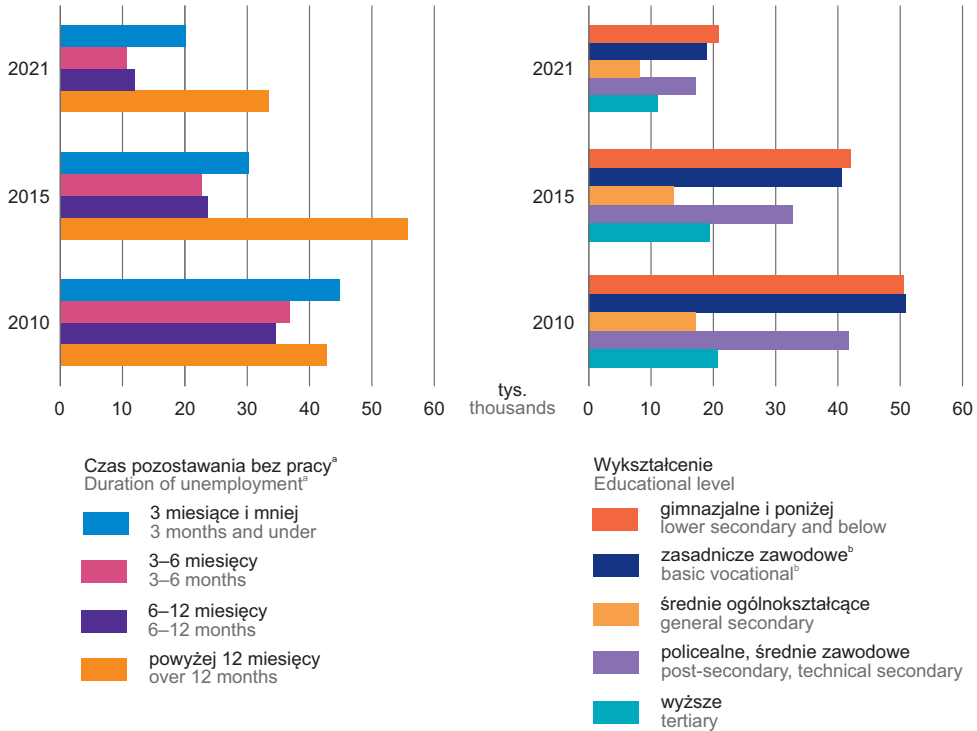 2021
2015
2010
0 10 20 30 40 50 60
tys.
thousands
2021
2015
2010
0 10 20 30 40 50 60
Czas pozostawania bez pracyᵃ
Duration of unemploymentᵃ
3 miesiące i mniej
3 months and under
3–6 miesięcy
3–6 months
6–12 miesięcy
6–12 months
powyżej 12 miesięcy
over 12 months
Wykształcenie
Educational level
gimnazjalne i poniżej
lower secondary and below
zasadnicze zawodoweᵇ
basic vocationalᵇ
średnie ogólnokształcące
general secondary
policealne, średnie zawodowe
post-secondary, technical secondary
wyższe
tertiary